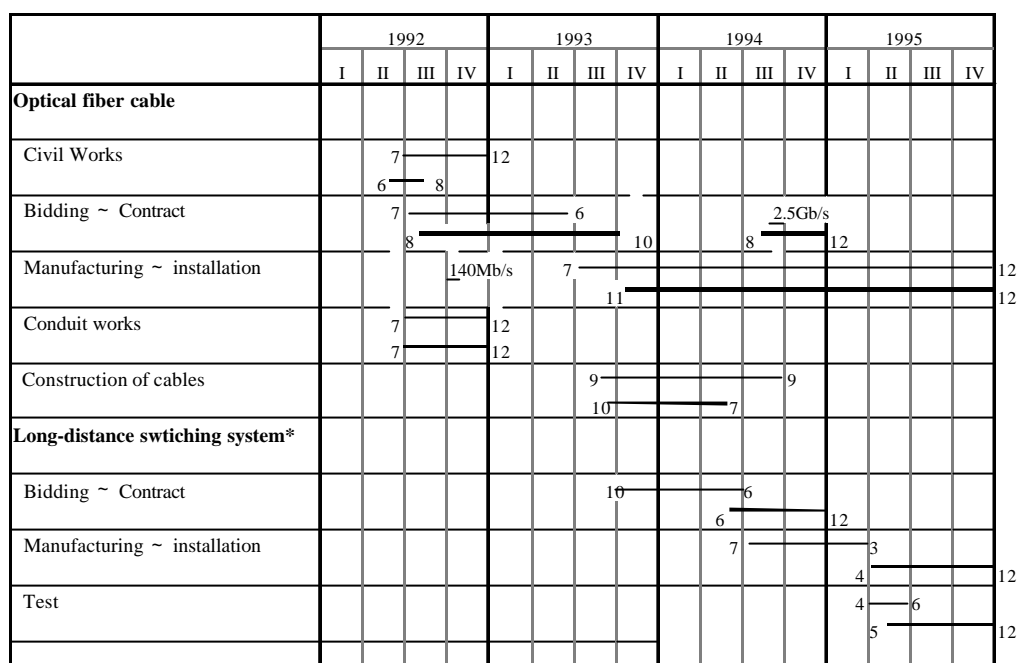 1992 1993 1994 1995
I II III IV I II III IV I II III IV I II III IV
Optical fiber cable
Civil Works 7 12
6 8
Bidding ~ Contract 7 6 2.5Gb/s
8 10 8 12
Manufacturing ~ installation 140Mb/s 7 12
11 12
Conduit works 7 12
7 12
Construction of cables 9 9
10 7
Long-distance swtiching system*
Bidding ~ Contract 10 6
6 12
Manufacturing ~ installation 7 3
4 12
Test 4 6
5 12